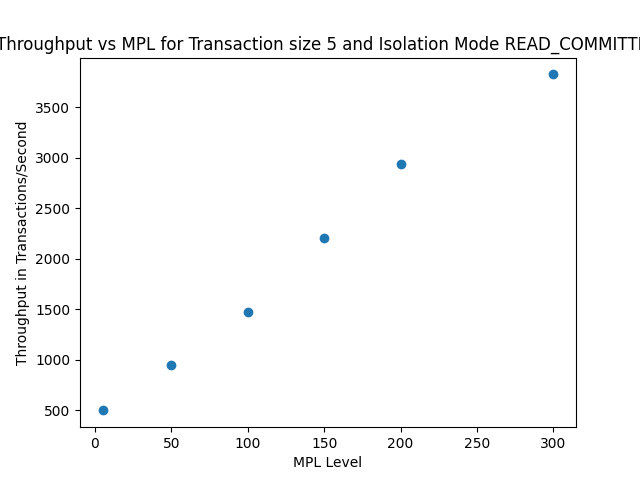 Throughput vs MPL for Transaction size 5 and Isolation Mode READ_COMMITT
3500
3000
2500
2000
1500
1000
500
Throughput in Transactions/Second
0 50 100 150 200 250 300
MPL Level